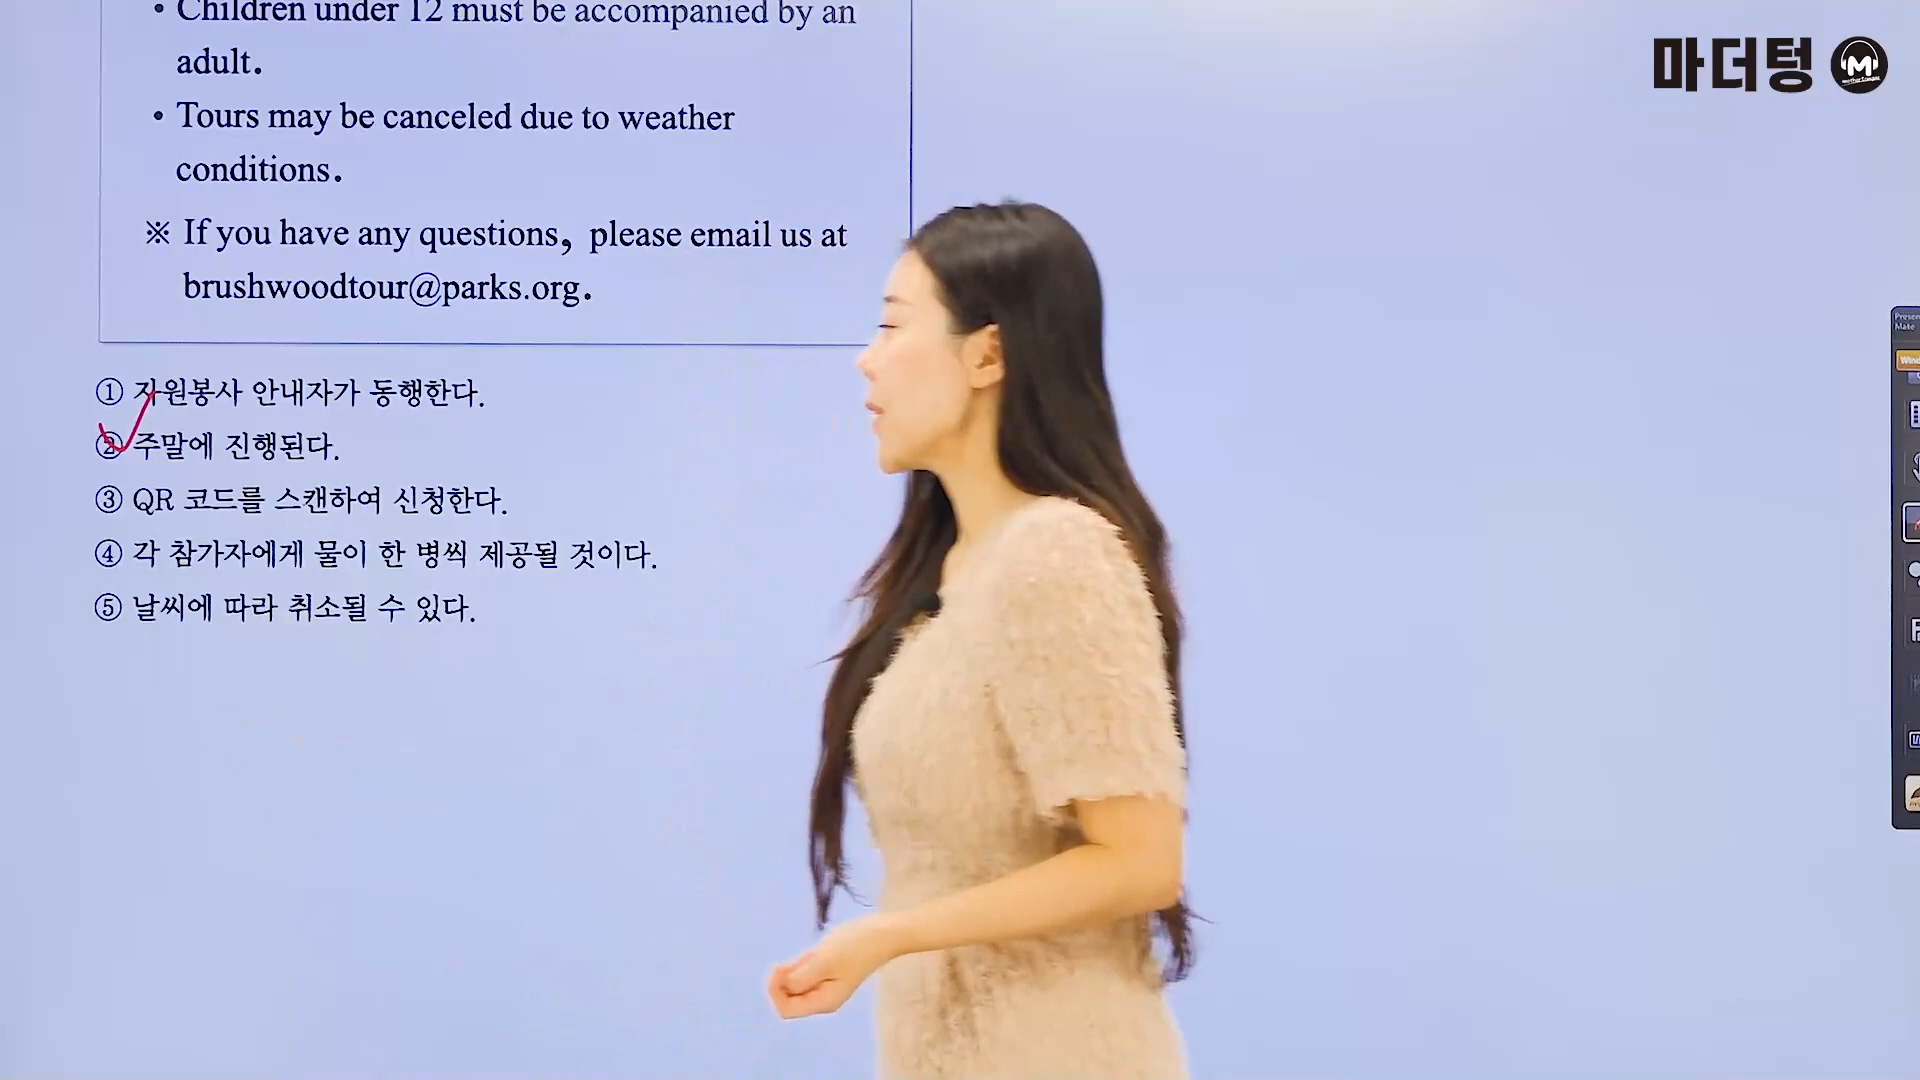 • Children under 12 must be accompanied by an
adult.
• Tours may be canceled due to weather
conditions.
※ If you have any questions, please email us at
brushwoodtour@parks.org.
① 자원봉사 안내자가 동행한다.
② 주말에 진행된다.
③ QR 코드를 스캔하여 신청한다.
④ 각 참가자에게 물이 한 병씩 제공될 것이다.
⑤ 날씨에 따라 취소될 수 있다.
마더텅
M